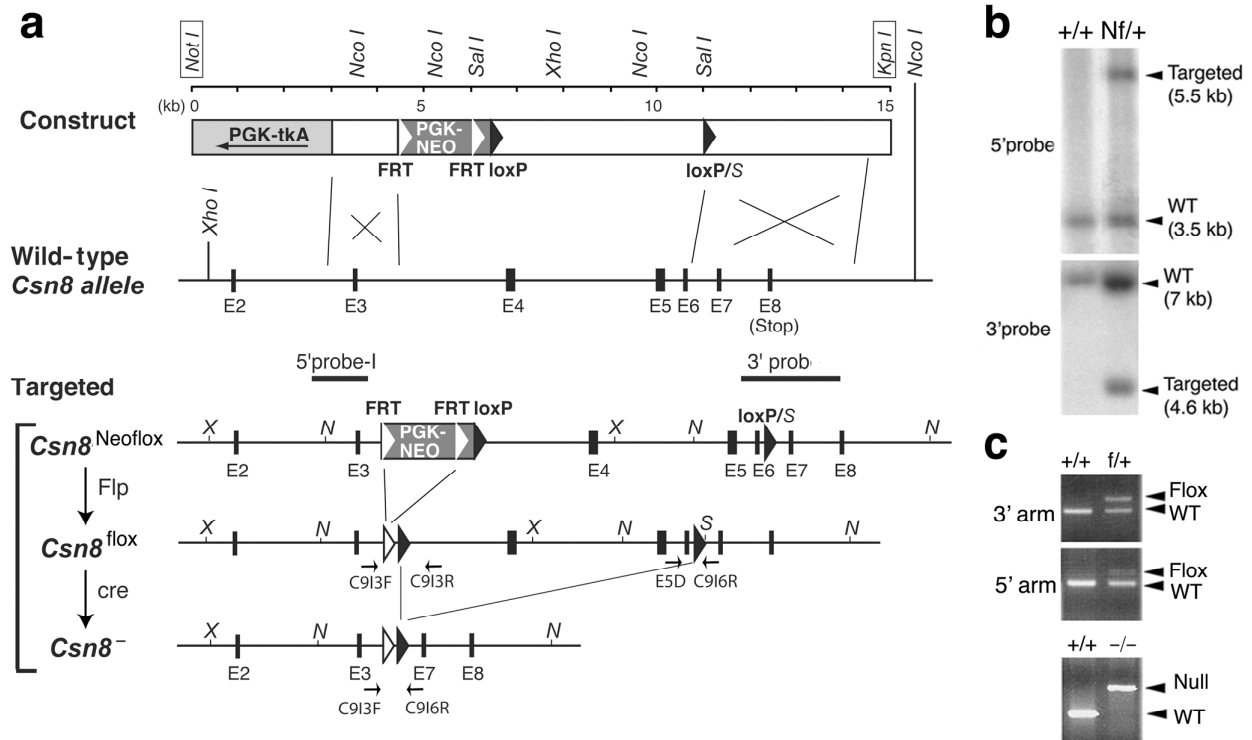 a
Not I
Nco I
Nco I
Sal I
Xho I
Nco I
Sal I
Kpn I
Nco I
(kb) 0 5 10 15
Construct
PGK-tkA
PGK-
NEO
FRT FRT loxP loxP/S
Xho I
Wild-type
Csn8 allele
E2 E3 E4 E5 E6 E7 E8
(Stop)
5'probe-I 3' prob
Targeted
FRT FRT loxP loxP/S
Csn8 Neoflox
X N PGK-
NEO X N N
E2 E3 E4 E5 E6 E7 E8
Flp
Csn8 flox
X N X N S N
C9I3F C9I3R E5D C9I6R
cre
Csn8 –
X N N
E2 E3 E7 E8
C9I3F C9I6R
b
+/+ Nf/+
5'probe
Targeted
(5.5 kb)
WT
(3.5 kb)
3'probe
WT
(7 kb)
Targeted
(4.6 kb)
c
+/+ f/+
3' arm
Flox
WT
5' arm
Flox
WT
+/+ –/–
Null
WT